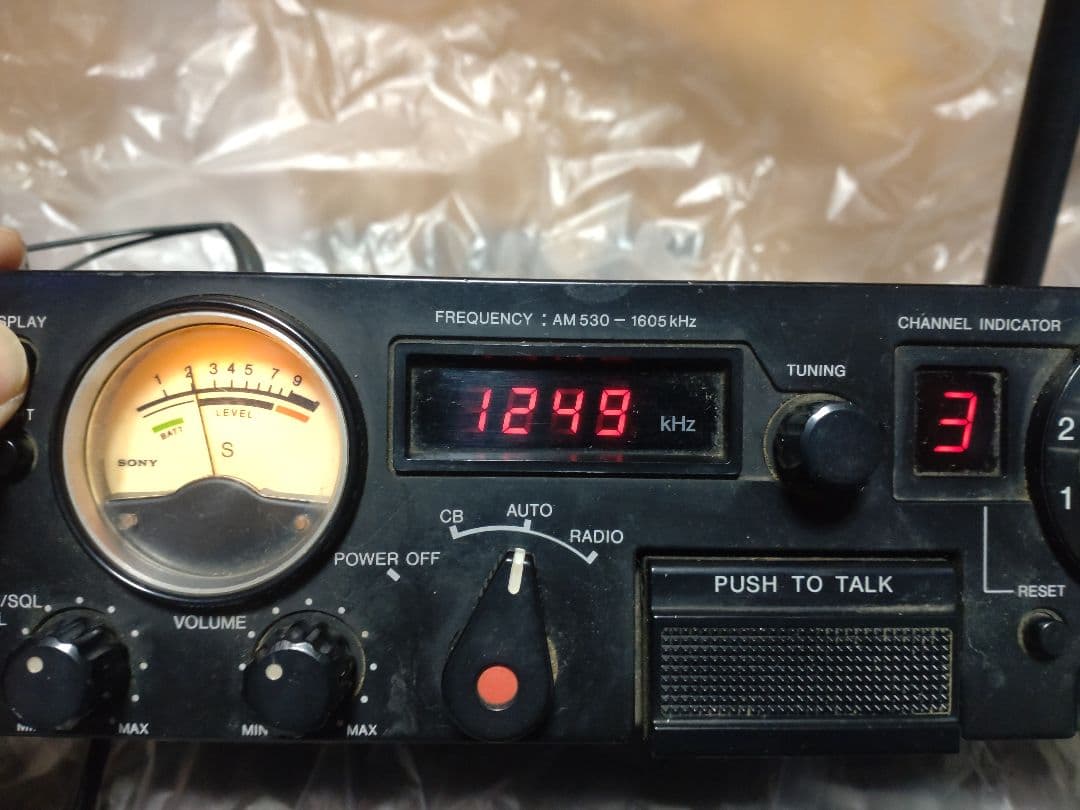 FREQUENCY : AM 530 – 1605 kHz
CHANNEL INDICATOR
1 2 3 4 5 7 9
LEVEL
BATT
S
SONY
1249 kHz
TUNING
3
2
1
CB
AUTO
RADIO
POWER OFF
PUSH TO TALK
RESET
/SQL
VOLUME
MAX
MIN
MAX